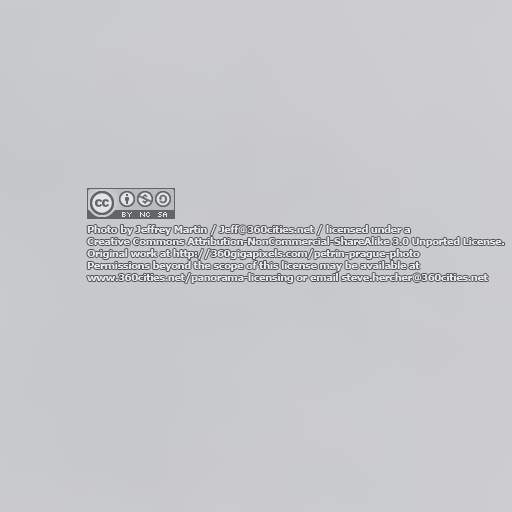 cc
BY NC SA
Photo by Jeffrey Martin / Jeff@360cities.net / licensed under a
Creative Commons Attribution-NonCommercial-ShareAlike 3.0 Unported License.
Original work at http://360gigapixels.com/petrin-prague-photo
Permissions beyond the scope of this license may be available at
www.360cities.net/panorama-licensing or email steve.hercher@360cities.net